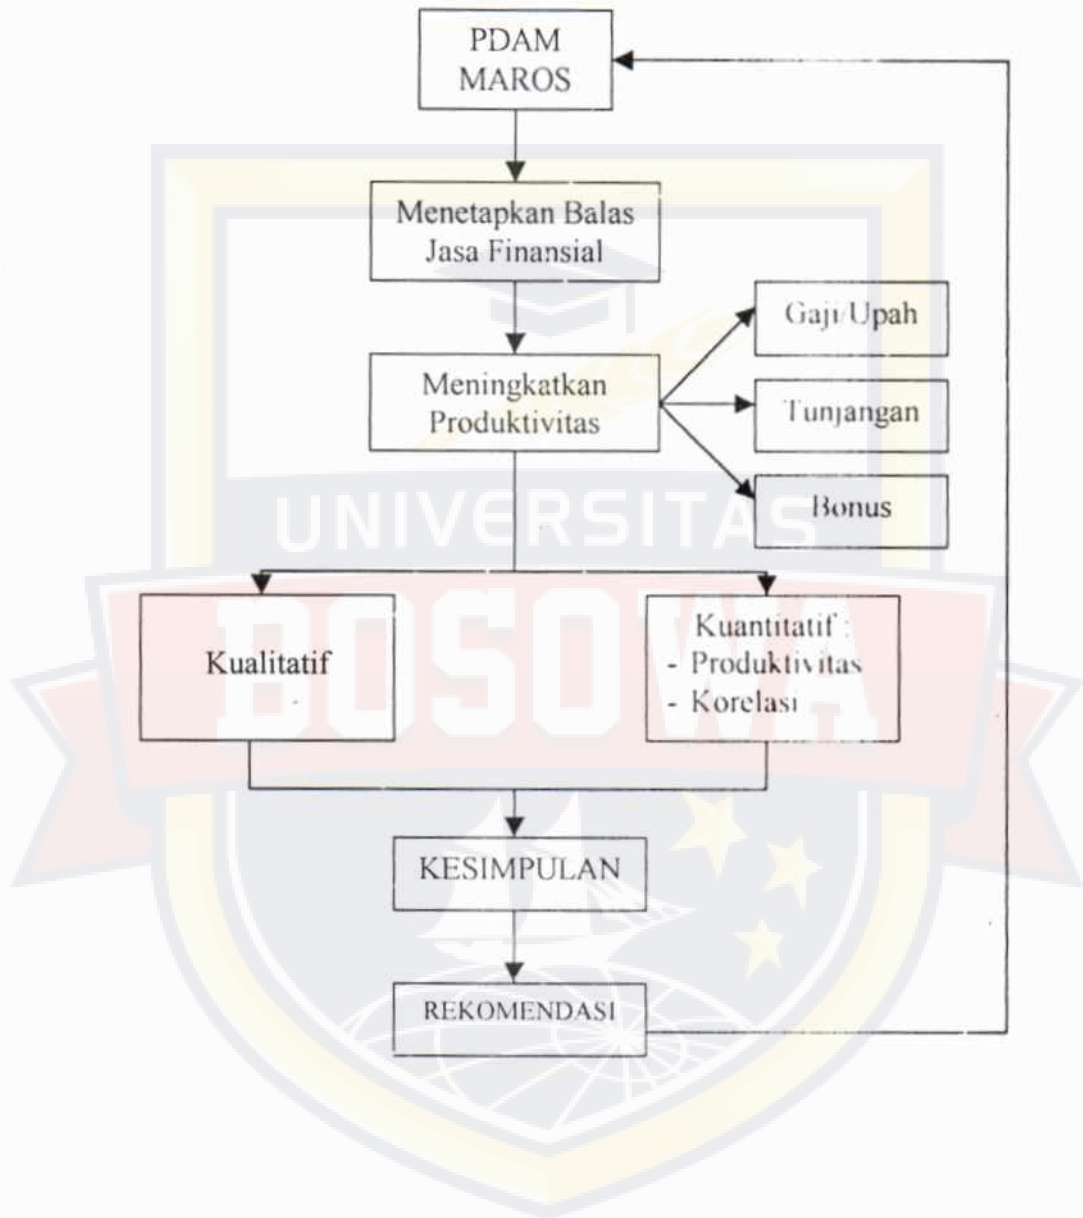 PDAM
MAROS
Menetapkan Balas
Jasa Finansial
Meningkatkan
Produktivitas
Gaji/Upah
Tunjangan
Bonus
UNIVERSITAS
BOSOWA
Kualitatif
Kuantitatif :
- Produktivitas
- Korelasi
KESIMPULAN
REKOMENDASI